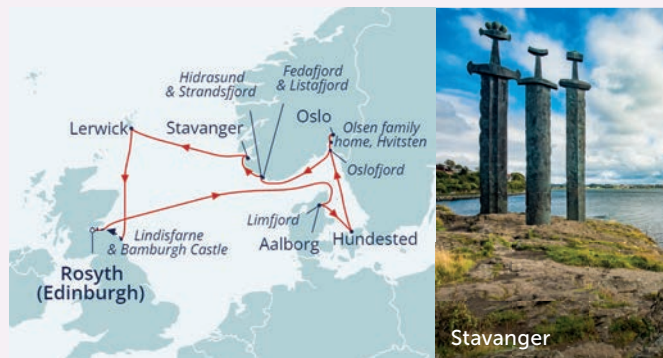 Hidrasund
& Strandsfjord
Fedafjord
& Listafjord
Lerwick
Stavanger
Oslo
Olsen family
home, Hvitsten
Oslofjord
Limfjord
Aalborg
Hundested
Lindisfarne
& Bamburgh Castle
Rosyth
(Edinburgh)
Stavanger